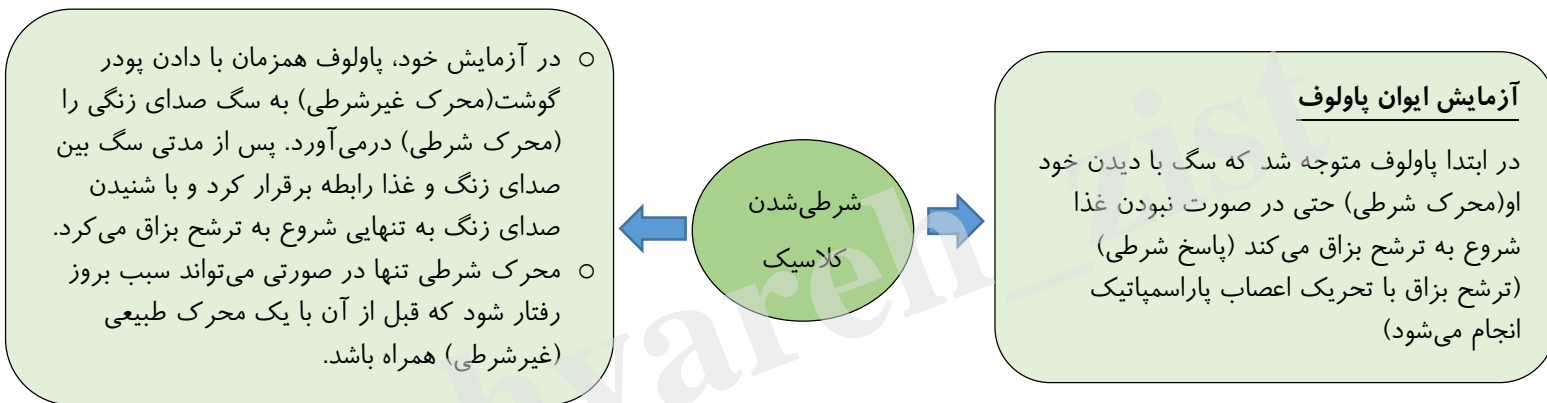 آزمایش ایوان پاولوف
در ابتدا پاولوف متوجه شد که سگ با دیدن خود
او(محرک شرطی) حتی در صورت نبودن غذا
شروع به ترشح بزاق می‌کند (پاسخ شرطی)
(ترشح بزاق با تحریک اعصاب پاراسمپاتیک
انجام می‌شود)
شرطی‌شدن
کلاسیک
○ در آزمایش خود، پاولوف همزمان با دادن پودر
گوشت(محرک غیرشرطی) به سگ صدای زنگی را
(محرک شرطی) درمی‌آورد. پس از مدتی سگ بین
صدای زنگ و غذا رابطه برقرار کرد و با شنیدن
صدای زنگ به تنهایی شروع به ترشح بزاق می‌کرد.
○ محرک شرطی تنها در صورتی می‌تواند سبب بروز
رفتار شود که قبل از آن با یک محرک طبیعی
(غیرشرطی) همراه باشد.